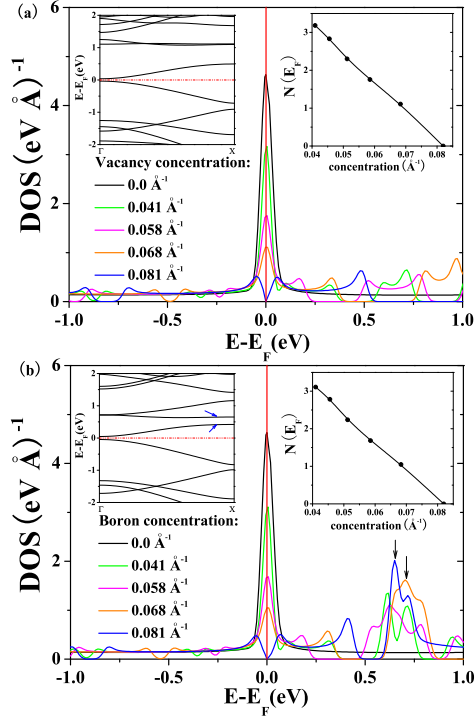 (a)
DOS (eV Å)⁻¹
6
4
2
0
E-E_F(eV)
2
1
0
-1
-2
Γ
X
N(E_F)
3
2
1
0
0.04
0.05
0.06
0.07
0.08
concentration (Å⁻¹)
Vacancy concentration:
0.0 Å⁻¹
0.041 Å⁻¹
0.058 Å⁻¹
0.068 Å⁻¹
0.081 Å⁻¹
-1.0
-0.5
0.0
0.5
1.0
E-E_F(eV)
(b)
DOS (eV Å)⁻¹
6
4
2
0
E-E_F(eV)
2
1
0
-1
-2
Γ
X
N(E_F)
3
2
1
0
0.04
0.05
0.06
0.07
0.08
concentration (Å⁻¹)
Boron concentration:
0.0 Å⁻¹
0.041 Å⁻¹
0.058 Å⁻¹
0.068 Å⁻¹
0.081 Å⁻¹
-1.0
-0.5
0.0
0.5
1.0
E-E_F(eV)